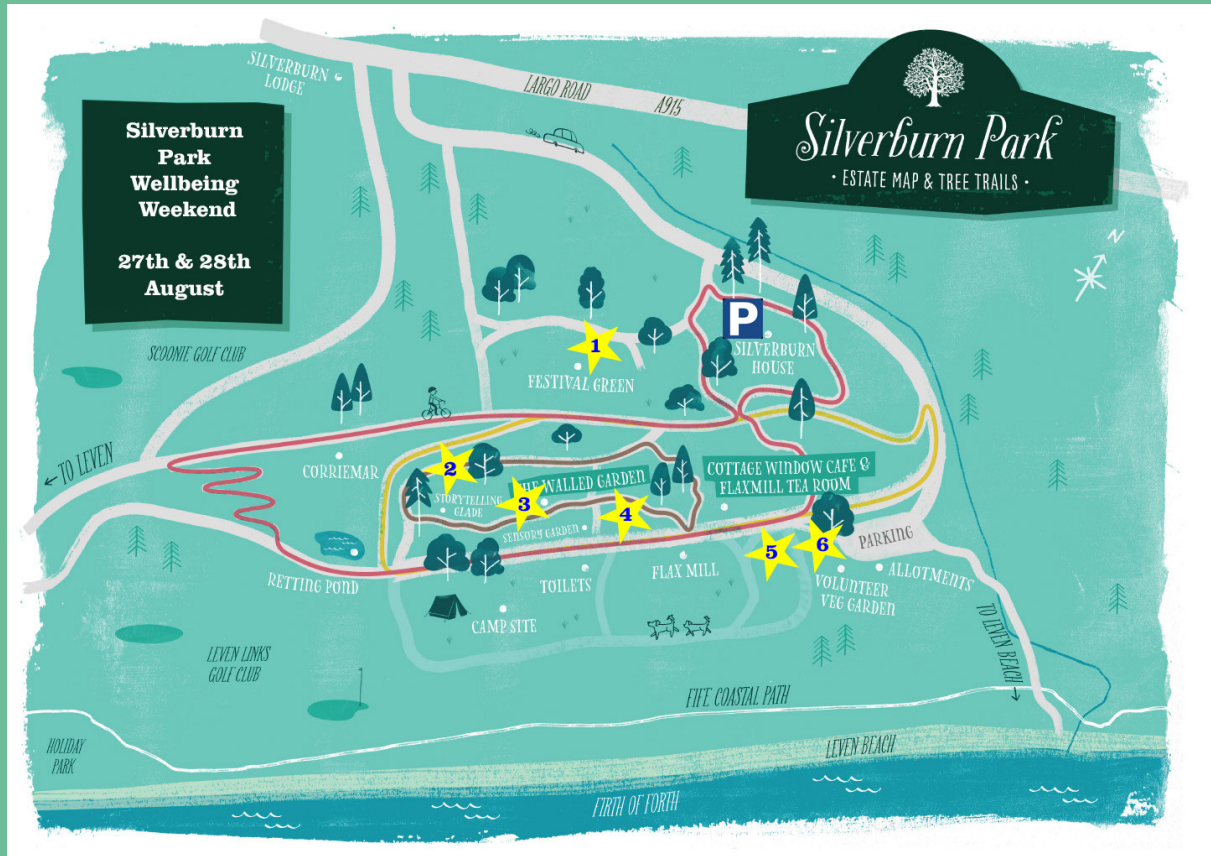 SILVERBURN
LODGE
LARGO ROAD
A915
Silverburn Park
• ESTATE MAP & TREE TRAILS •
Silverburn
Park
Wellbeing
Weekend
27th & 28th
August
N
P
SILVERBURN
HOUSE
1
FESTIVAL GREEN
SCOONIE GOLF CLUB
← TO LEVEN
CORRIEMAR
2
STORYTELLING
GLADE
3
THE WALLED GARDEN
4
SENSORY GARDEN
COTTAGE WINDOW CAFE &
FLAXMILL TEA ROOM
5
6
PARKING
RETTING POND
TOILETS
FLAX MILL
VOLUNTEER
VEG GARDEN
ALLOTMENTS
CAMP SITE
TO LEVEN BEACH →
LEVEN LINKS
GOLF CLUB
FIFE COASTAL PATH
HOLIDAY
PARK
LEVEN BEACH
FIRTH OF FORTH